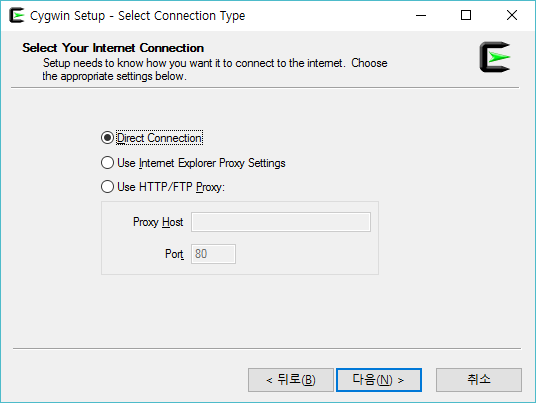 Cygwin Setup - Select Connection Type
Select Your Internet Connection
Setup needs to know how you want it to connect to the internet. Choose
the appropriate settings below.
Direct Connection
Use Internet Explorer Proxy Settings
Use HTTP/FTP Proxy:
Proxy Host
Port 80
< 뒤로(B) 다음(N) > 취소